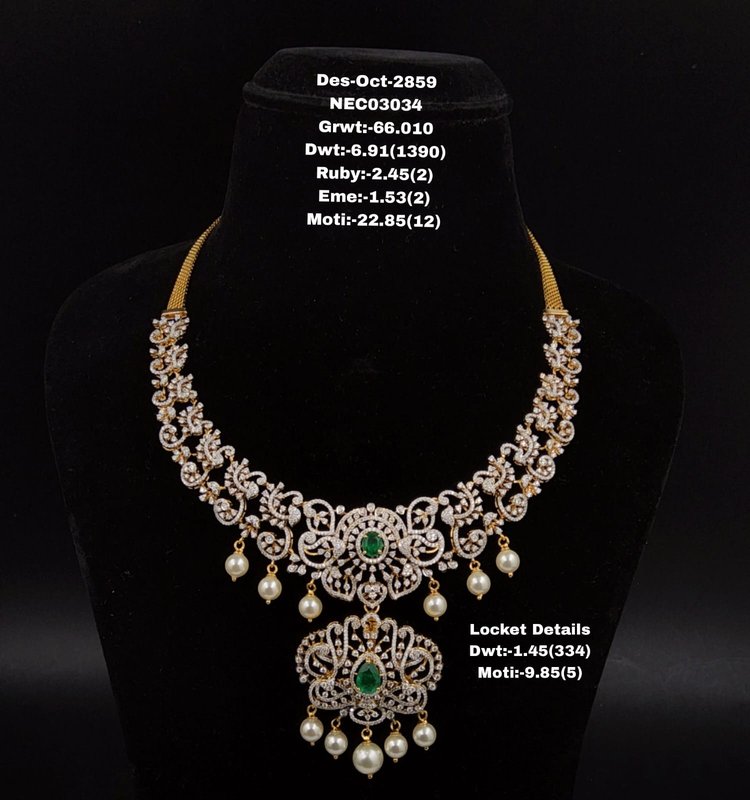 Des-Oct-2859
NEC03034
Grwt:-66.010
Dwt:-6.91(1390)
Ruby:-2.45(2)
Eme:-1.53(2)
Moti:-22.85(12)
Locket Details
Dwt:-1.45(334)
Moti:-9.85(5)